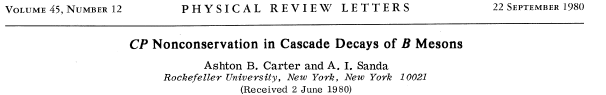 VOLUME 45, NUMBER 12 PHYSICAL REVIEW LETTERS 22 SEPTEMBER 1980
CP Nonconservation in Cascade Decays of B Mesons
Ashton B. Carter and A. I. Sanda
Rockefeller University, New York, New York 10021
(Received 2 June 1980)